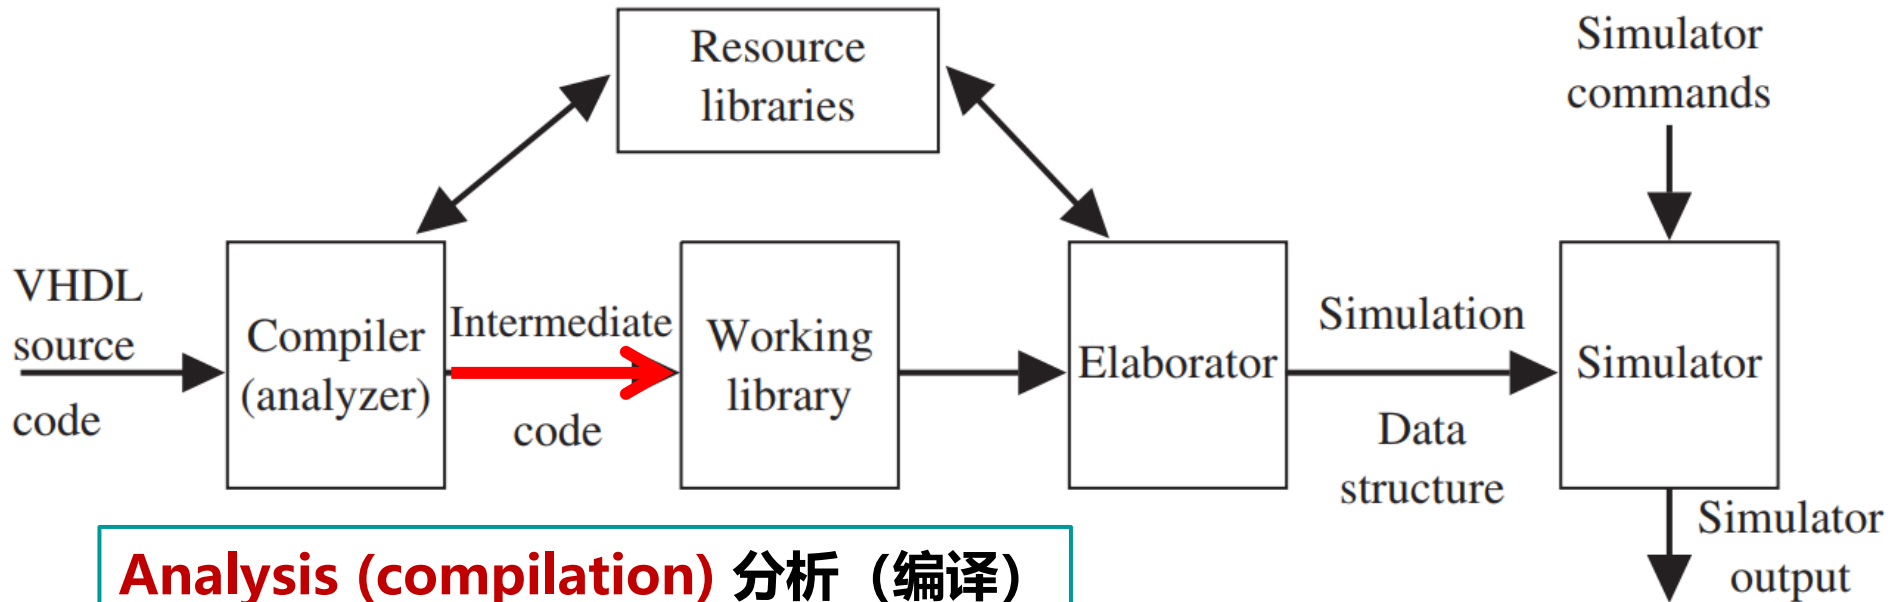 Resource
libraries
Simulator
commands
VHDL
source
code
Compiler
(analyzer)
Intermediate
code
Working
library
Elaborator
Simulation
Data
structure
Simulator
Simulator
output
Analysis (compilation) 分析（编译）